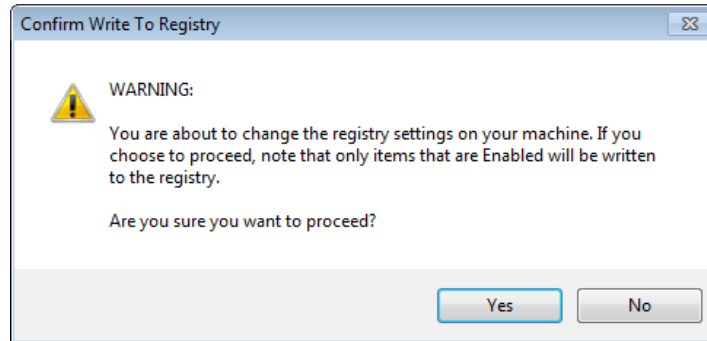 Confirm Write To Registry
WARNING:
You are about to change the registry settings on your machine. If you
choose to proceed, note that only items that are Enabled will be written
to the registry.
Are you sure you want to proceed?
Yes
No